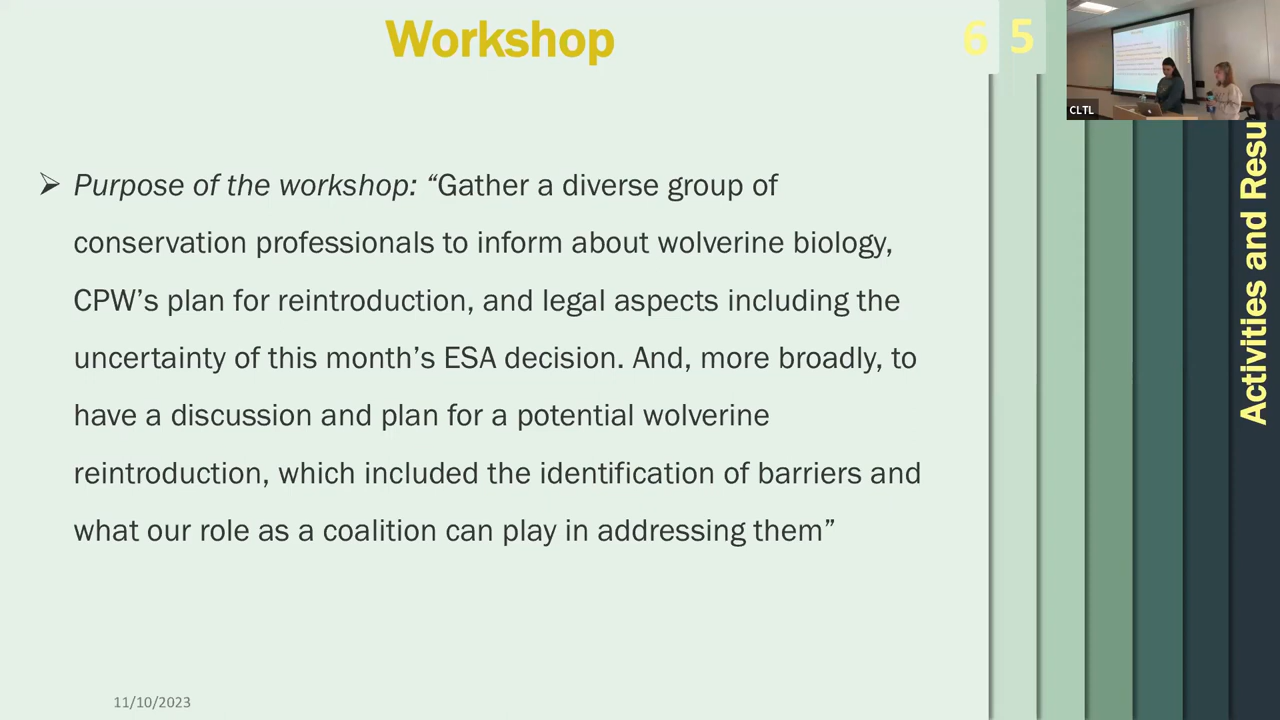 Workshop
6 5
CLTL
Activities and Resu
➢ Purpose of the workshop: “Gather a diverse group of
conservation professionals to inform about wolverine biology,
CPW’s plan for reintroduction, and legal aspects including the
uncertainty of this month’s ESA decision. And, more broadly, to
have a discussion and plan for a potential wolverine
reintroduction, which included the identification of barriers and
what our role as a coalition can play in addressing them”
11/10/2023